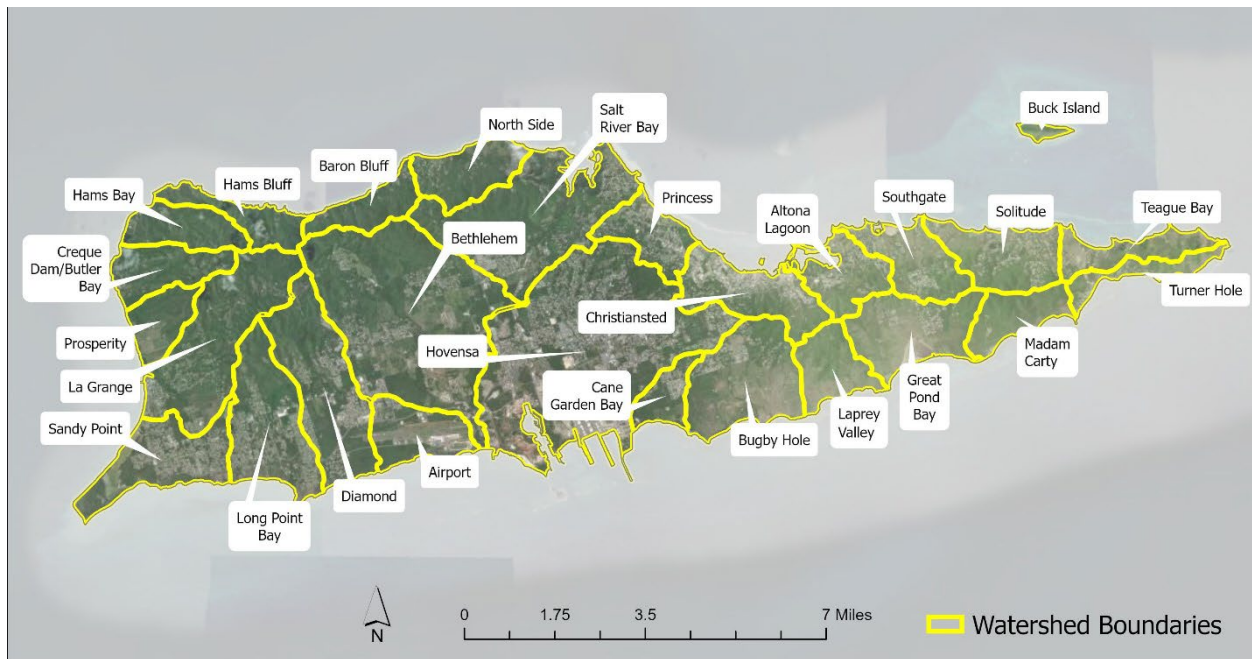 Buck Island
Salt
River Bay
North Side
Baron Bluff
Hams Bluff
Hams Bay
Princess
Southgate
Altona
Lagoon
Solitude
Teague Bay
Bethlehem
Creque
Dam/Butler
Bay
Turner Hole
Christiansted
Prosperity
Hovensa
Madam
Carty
La Grange
Cane
Garden Bay
Great
Pond
Bay
Laprey
Valley
Sandy Point
Bugby Hole
Airport
Diamond
Long Point
Bay
N
0 1.75 3.5 7 Miles
Watershed Boundaries